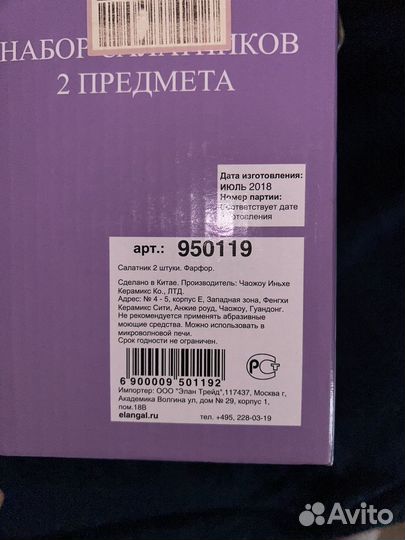 НАБОР САЛАТНИКОВ
2 ПРЕДМЕТА
Дата изготовления:
ИЮЛЬ 2018
Номер партии:
соответствует дате
изготовления
арт.: 950119
Салатник 2 штуки. Фарфор.
Сделано в Китае. Производитель: Чаожоу Иньхе
Керамик Ко., ЛТД.
Адрес: № 4 - 5, корпус Е, Западная зона, Фенгхи
Керамик Сити, Анжие роуд, Чаожоу, Гуандонг.
Не рекомендуется применять абразивные
моющие средства. Можно использовать в
микроволновой печи.
Срок годности не ограничен.
6 900009 501192
РСТ
Импортер: ООО "Элан Трейд",117437, Москва г,
Академика Волгина ул, дом № 29, корпус 1,
пом.18В
elangal.ru тел. +495, 228-03-19
Avito